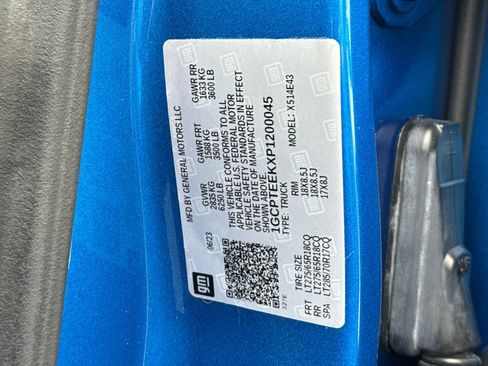 MFD BY GENERAL MOTORS LLC
06/23
GVWR
2835 KG
6250 LB
GAWR FRT
1588 KG
3500 LB
GAWR RR
1633 KG
3600 LB
THIS VEHICLE CONFORMS TO ALL
APPLICABLE U.S. FEDERAL MOTOR
VEHICLE SAFETY STANDARDS IN EFFECT
ON THE DATE OF MANUFACTURE
SHOWN ABOVE.
1GCPTEEKXP1200045
TYPE: TRUCK
MODEL: X514E43
TIRE SIZE RIM
FRT LT275/65R18CQ 18X8.5J
RR LT275/65R18CQ 18X8.5J
SPA LT285/70R17CQ 17X8J
gm
327E